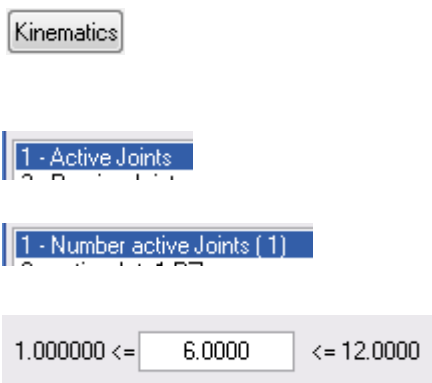 Kinematics
1 - Active Joints
1 - Number active Joints ( 1)
1.000000 <= 6.0000 <= 12.0000